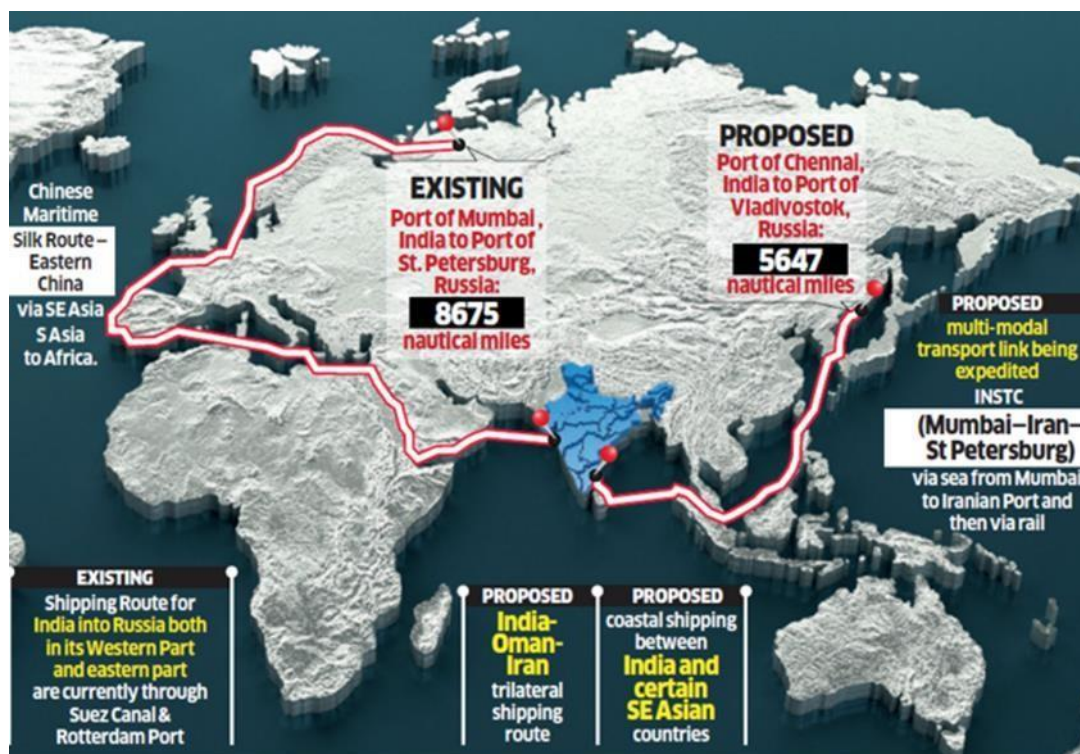 EXISTING
Port of Mumbai,
India to Port of
St. Petersburg,
Russia:
8675
nautical miles
PROPOSED
Port of Chennai,
India to Port of
Vladivostok,
Russia:
5647
nautical miles
Chinese
Maritime
Silk Route–
Eastern
China
via SE Asia
S Asia
to Africa.
PROPOSED
multi-modal
transport link being
expedited
INSTC
(Mumbai–Iran–
St Petersburg)
via sea from Mumbai
to Iranian Port and
then via rail
EXISTING
Shipping Route for
India into Russia both
in its Western Part
and eastern part
are currently through
Suez Canal &
Rotterdam Port
PROPOSED
India-
Oman-
Iran
trilateral
shipping
route
PROPOSED
coastal shipping
between
India and
certain
SE Asian
countries